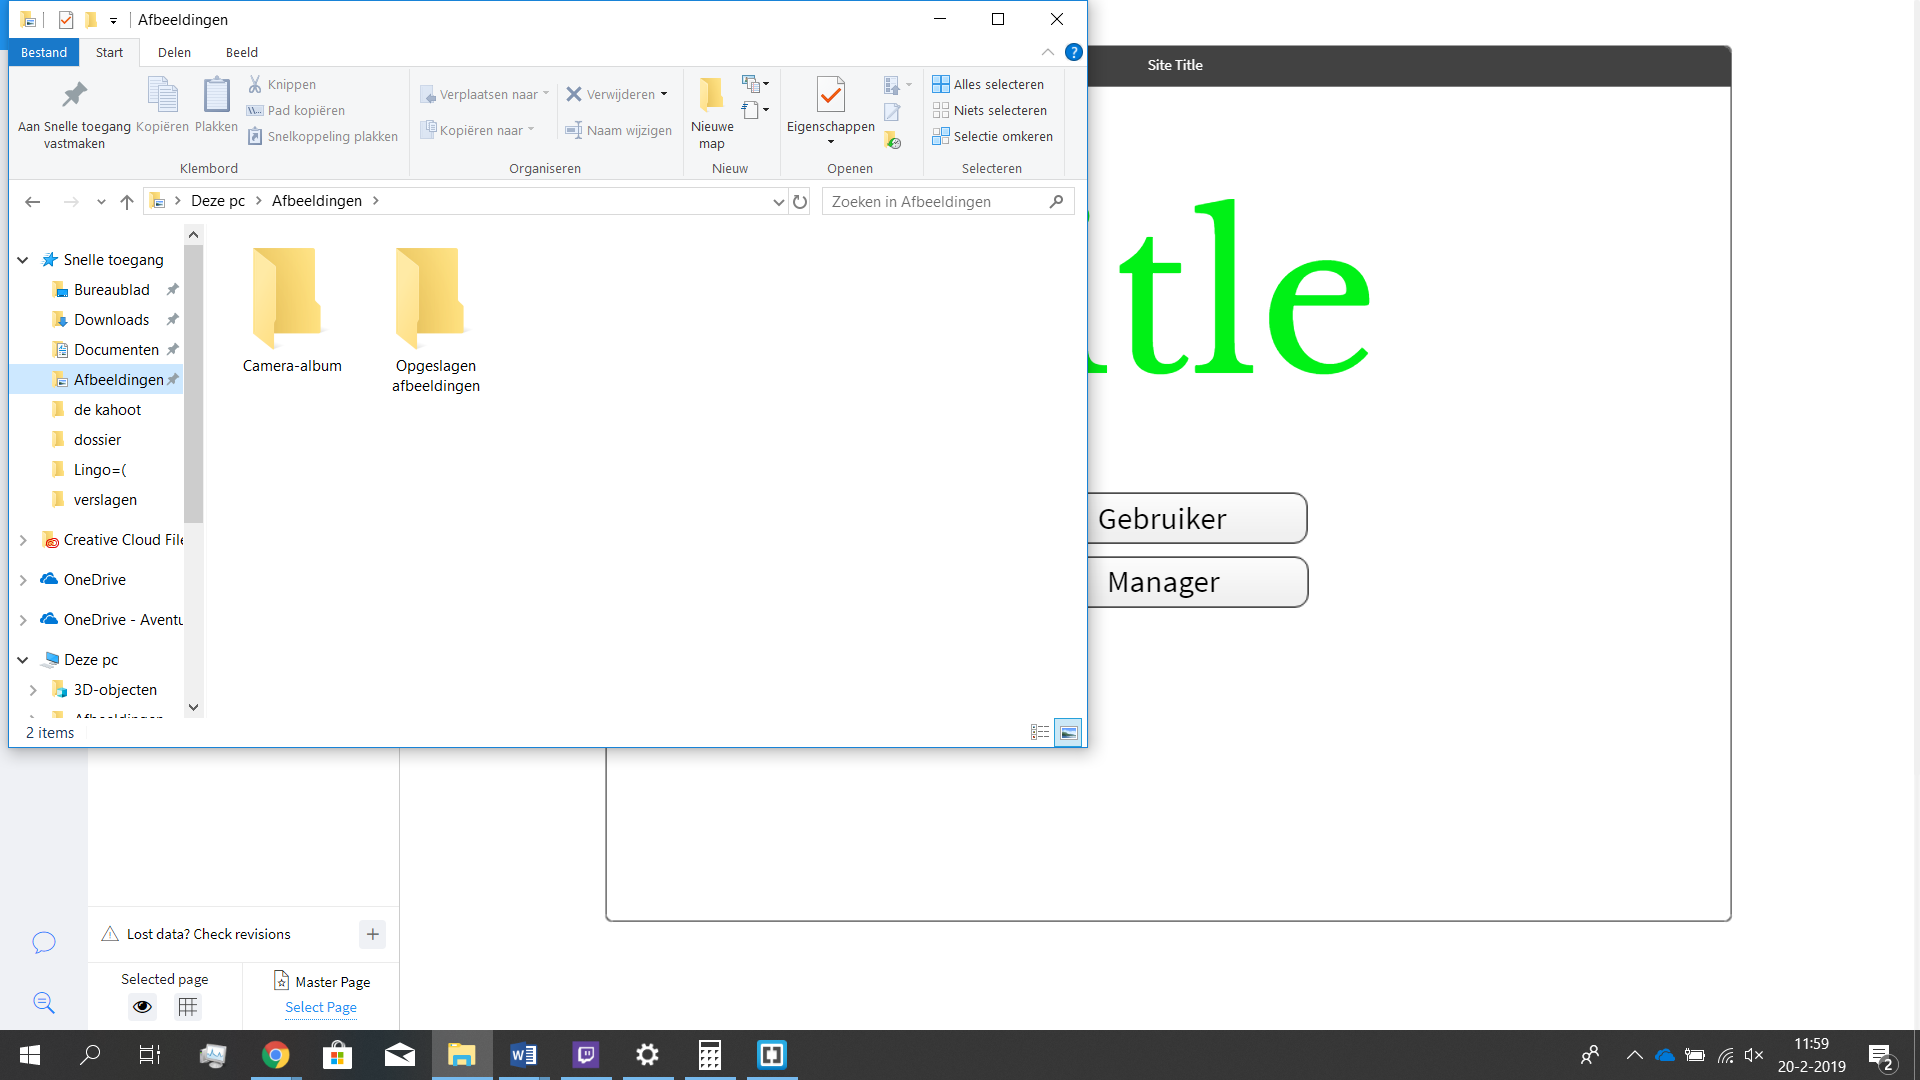 Afbeeldingen
Bestand
Start
Delen
Beeld
Aan Snelle toegang
vastmaken
Kopiëren
Plakken
Knippen
Pad kopiëren
Snelkoppeling plakken
Klembord
Verplaatsen naar
Kopiëren naar
Verwijderen
Naam wijzigen
Organiseren
Nieuwe
map
Nieuw
Eigenschappen
Openen
Alles selecteren
Niets selecteren
Selectie omkeren
Selecteren
Deze pc
Afbeeldingen
Zoeken in Afbeeldingen
Snelle toegang
Bureaublad
Downloads
Documenten
Afbeeldingen
de kahoot
dossier
Lingo=(
verslagen
Creative Cloud File
OneDrive
OneDrive - Aventu
Deze pc
3D-objecten
Afbeeldingen
Camera-album
Opgeslagen
afbeeldingen
2 items
Site Title
itle
Gebruiker
Manager
Lost data? Check revisions
Selected page
Master Page
Select Page
11:59
20-2-2019
2